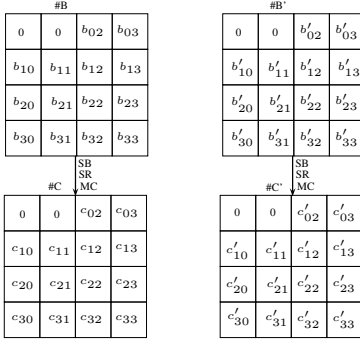 #B #B'
0 0 b02 b03 0 0 b'02 b'03
b10 b11 b12 b13 b'10 b'11 b'12 b'13
b20 b21 b22 b23 b'20 b'21 b'22 b'23
b30 b31 b32 b33 b'30 b'31 b'32 b'33
SB SB
SR SR
#C MC #C' MC
0 0 c02 c03 0 0 c'02 c'03
c10 c11 c12 c13 c'10 c'11 c'12 c'13
c20 c21 c22 c23 c'20 c'21 c'22 c'23
c30 c31 c32 c33 c'30 c'31 c'32 c'33